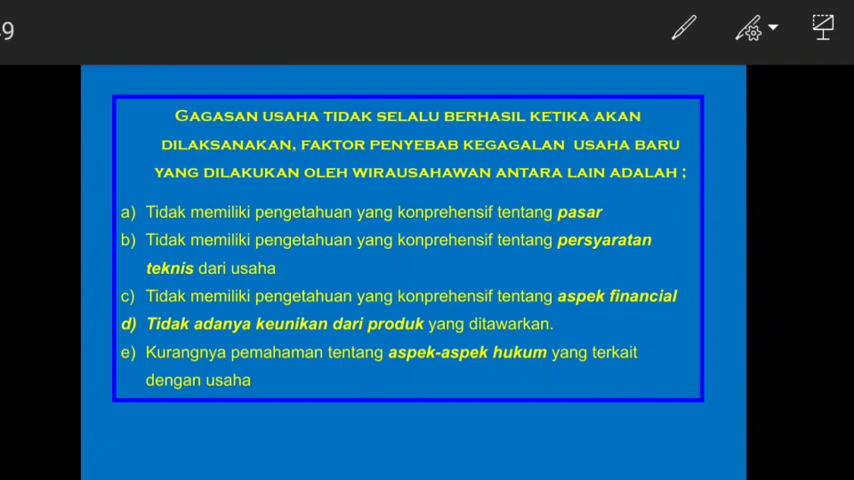 9
GAGASAN USAHA TIDAK SELALU BERHASIL KETIKA AKAN
DILAKSANAKAN, FAKTOR PENYEBAB KEGAGALAN USAHA BARU
YANG DILAKUKAN OLEH WIRAUSAHAWAN ANTARA LAIN ADALAH ;
a) Tidak memiliki pengetahuan yang konprehensif tentang pasar
b) Tidak memiliki pengetahuan yang konprehensif tentang persyaratan
teknis dari usaha
c) Tidak memiliki pengetahuan yang konprehensif tentang aspek financial
d) Tidak adanya keunikan dari produk yang ditawarkan.
e) Kurangnya pemahaman tentang aspek-aspek hukum yang terkait
dengan usaha